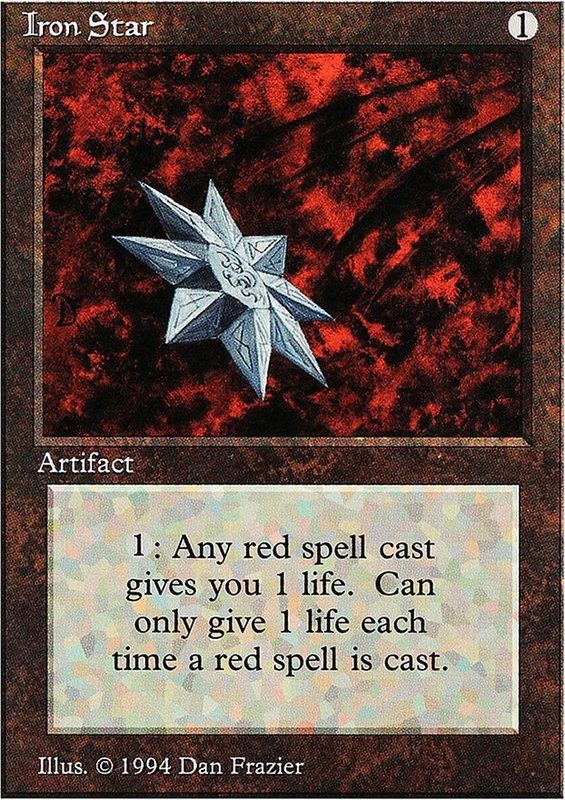 Iron Star 1
Artifact
1: Any red spell cast
gives you 1 life. Can
only give 1 life each
time a red spell is cast.
Illus. © 1994 Dan Frazier